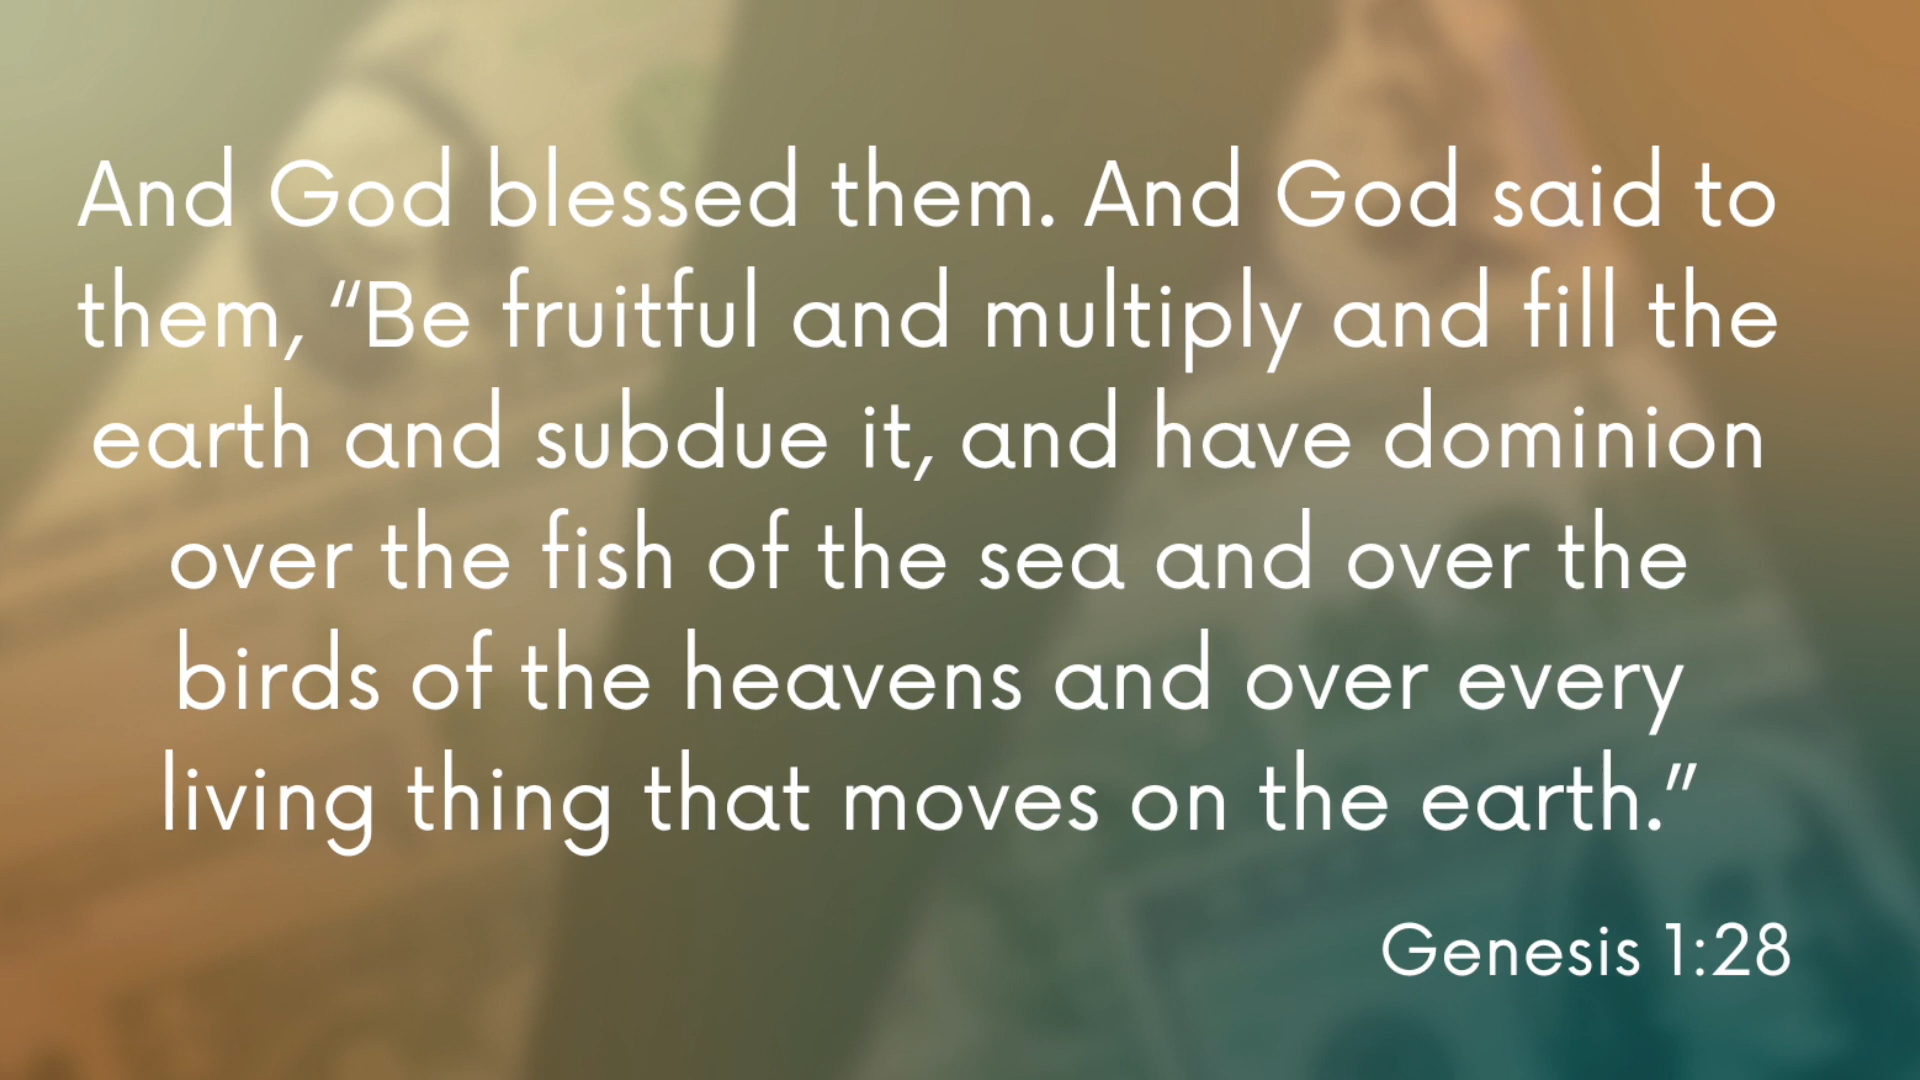 And God blessed them. And God said to
them, “Be fruitful and multiply and fill the
earth and subdue it, and have dominion
over the fish of the sea and over the
birds of the heavens and over every
living thing that moves on the earth.”
Genesis 1:28